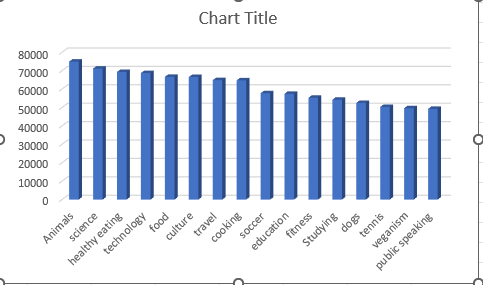 Chart Title
80000
70000
60000
50000
40000
30000
20000
10000
0
Animals
science
healthy eating
technology
food
culture
travel
cooking
soccer
education
fitness
Studying
dogs
tennis
veganism
public speaking